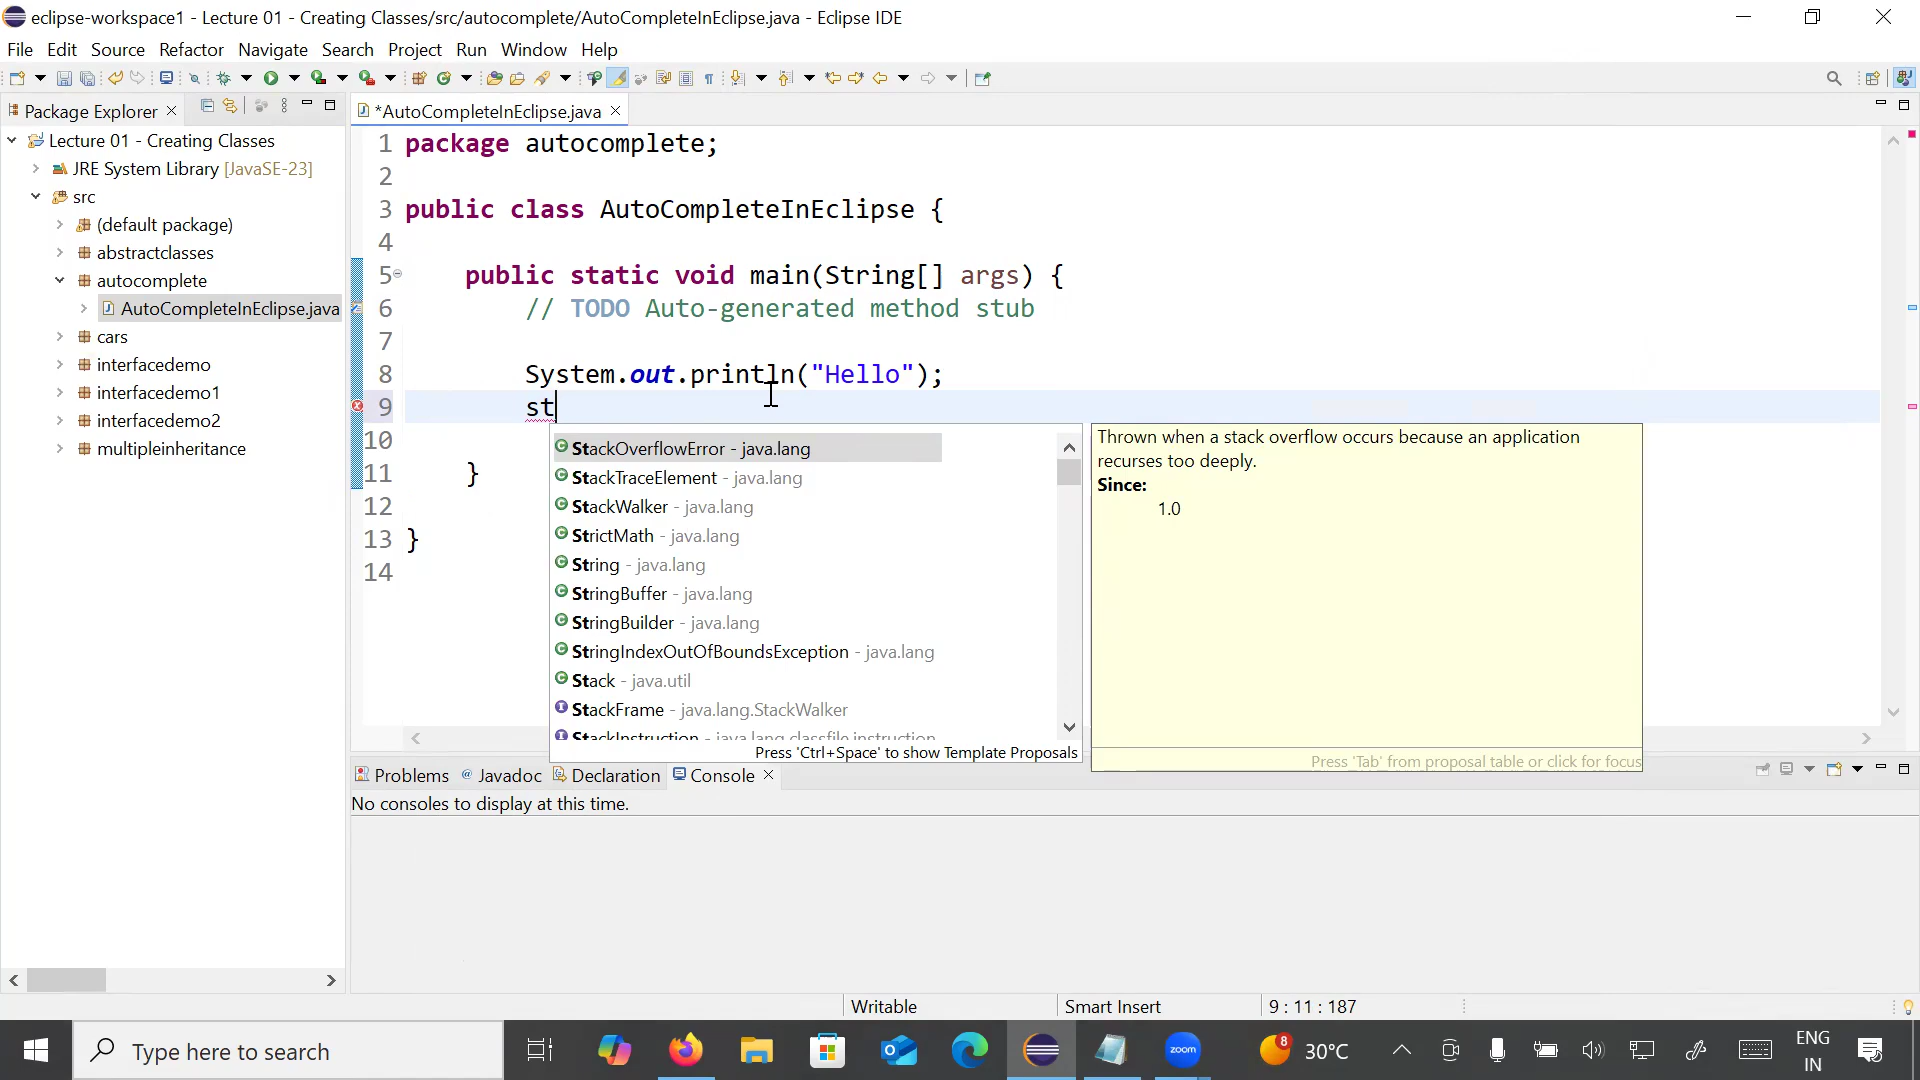 eclipse-workspace1 - Lecture 01 - Creating Classes/src/autocomplete/AutoCompleteInEclipse.java - Eclipse IDE
File Edit Source Refactor Navigate Search Project Run Window Help
Package Explorer
Lecture 01 - Creating Classes
JRE System Library [JavaSE-23]
src
(default package)
abstractclasses
autocomplete
AutoCompleteInEclipse.java
cars
interfacedemo
interfacedemo1
interfacedemo2
multipleinheritance
*AutoCompleteInEclipse.java
1 package autocomplete;
2
3 public class AutoCompleteInEclipse {
4
5 public static void main(String[] args) {
6 // TODO Auto-generated method stub
7
8 System.out.println("Hello");
9 st
10
11 }
12
13 }
14
StackOverflowError - java.lang
StackTraceElement - java.lang
StackWalker - java.lang
StrictMath - java.lang
String - java.lang
StringBuffer - java.lang
StringBuilder - java.lang
StringIndexOutOfBoundsException - java.lang
Stack - java.util
StackFrame - java.lang.StackWalker
StackInstruction - java.lang.classfile.instruction
Press 'Ctrl+Space' to show Template Proposals
Thrown when a stack overflow occurs because an application
recurses too deeply.
Since:
1.0
Press 'Tab' from proposal table or click for focus
Problems @ Javadoc Declaration Console
No consoles to display at this time.
Writable Smart Insert 9 : 11 : 187
Type here to search
zoom
8
30°C
ENG
IN